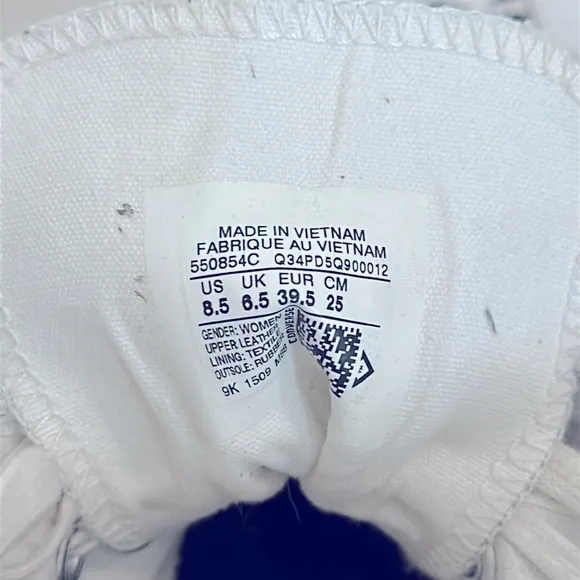 MADE IN VIETNAM
FABRIQUE AU VIETNAM
550854C Q34PD5Q900012
US UK EUR CM
8.5 6.5 39.5 25
GENDER: WOMEN
UPPER LEATHER
LINING: TEXTILE
OUTSOLE: RUBBER
9K 1509
CONVERSE